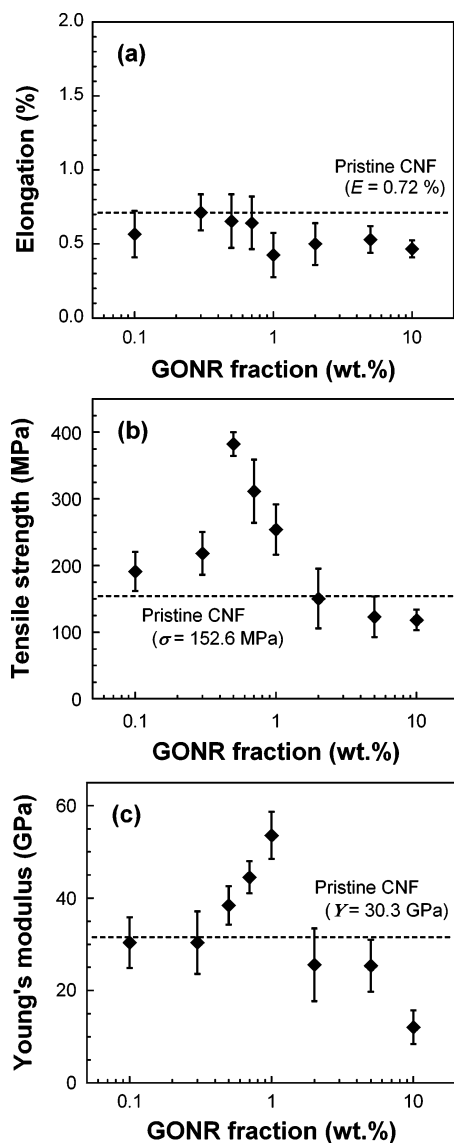 (a)
2.0
1.5
1.0
0.5
0.0
Elongation (%)
Pristine CNF
(E = 0.72 %)
0.1 1 10
GONR fraction (wt.%)
(b)
400
300
200
100
0
Tensile strength (MPa)
Pristine CNF
(σ = 152.6 MPa)
0.1 1 10
GONR fraction (wt.%)
(c)
60
40
20
0
Young's modulus (GPa)
Pristine CNF
(Y = 30.3 GPa)
0.1 1 10
GONR fraction (wt.%)